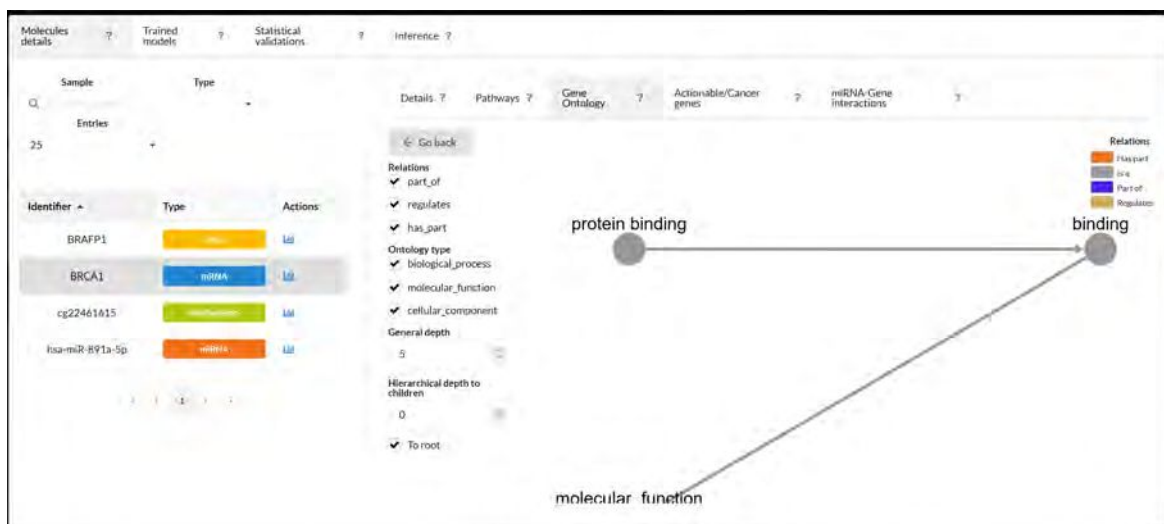 Molecules details ?
Trained models ?
Statistical validations ?
Inference ?
Sample
Type
Entries
25
Identifier
Type
Actions
BRAFP1
BRCA1
mRNA
cg22461615
hsa-miR-891a-5p
miRNA
1
Details ?
Pathways ?
Gene Ontology ?
Actionable/Cancer genes ?
miRNA-Gene interactions ?
← Go back
Relations
✔ part_of
✔ regulates
✔ has_part
Ontology type
✔ biological_process
✔ molecular_function
✔ cellular_component
General depth
5
Hierarchical depth to children
0
✔ To root
Relations
Has part
Is a
Part of
Regulates
protein binding
binding
molecular_function